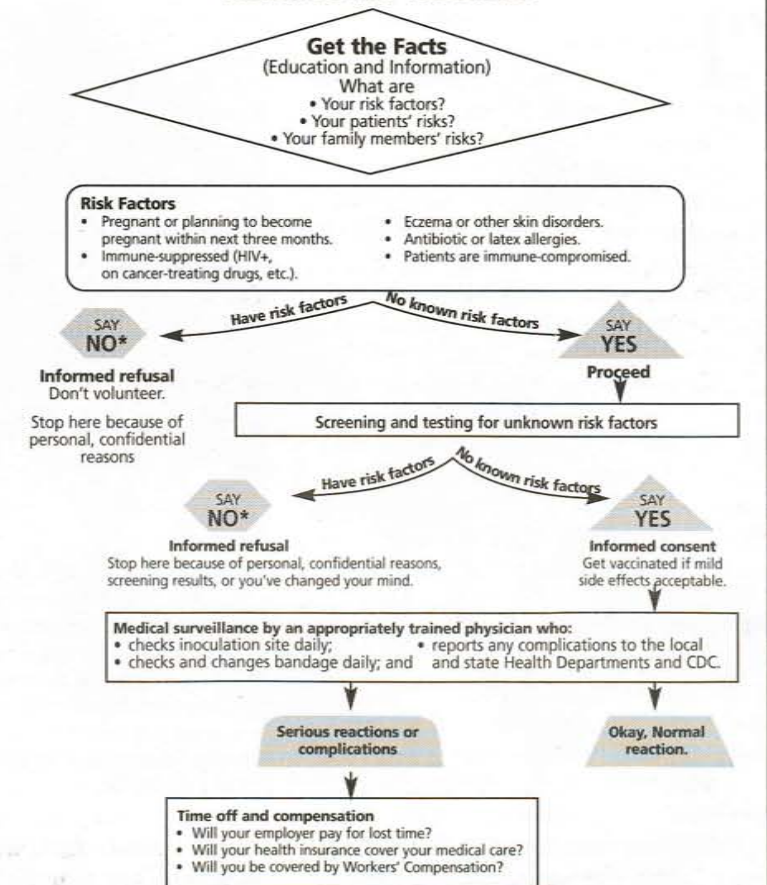 Get the Facts
(Education and Information)
What are
• Your risk factors?
• Your patients' risks?
• Your family members' risks?
Risk Factors
• Pregnant or planning to become
pregnant within next three months.
• Immune-suppressed (HIV+,
on cancer-treating drugs, etc.).
• Eczema or other skin disorders.
• Antibiotic or latex allergies.
• Patients are immune-compromised.
Have risk factors
No known risk factors
SAY
NO*
Informed refusal
Don't volunteer.
Stop here because of
personal, confidential
reasons
SAY
YES
Proceed
Screening and testing for unknown risk factors
Have risk factors
No known risk factors
SAY
NO*
Informed refusal
Stop here because of personal, confidential reasons,
screening results, or you've changed your mind.
SAY
YES
Informed consent
Get vaccinated if mild
side effects acceptable.
Medical surveillance by an appropriately trained physician who:
• checks inoculation site daily;
• checks and changes bandage daily; and
• reports any complications to the local
and state Health Departments and CDC.
Serious reactions or
complications
Okay, Normal
reaction.
Time off and compensation
• Will your employer pay for lost time?
• Will your health insurance cover your medical care?
• Will you be covered by Workers' Compensation?